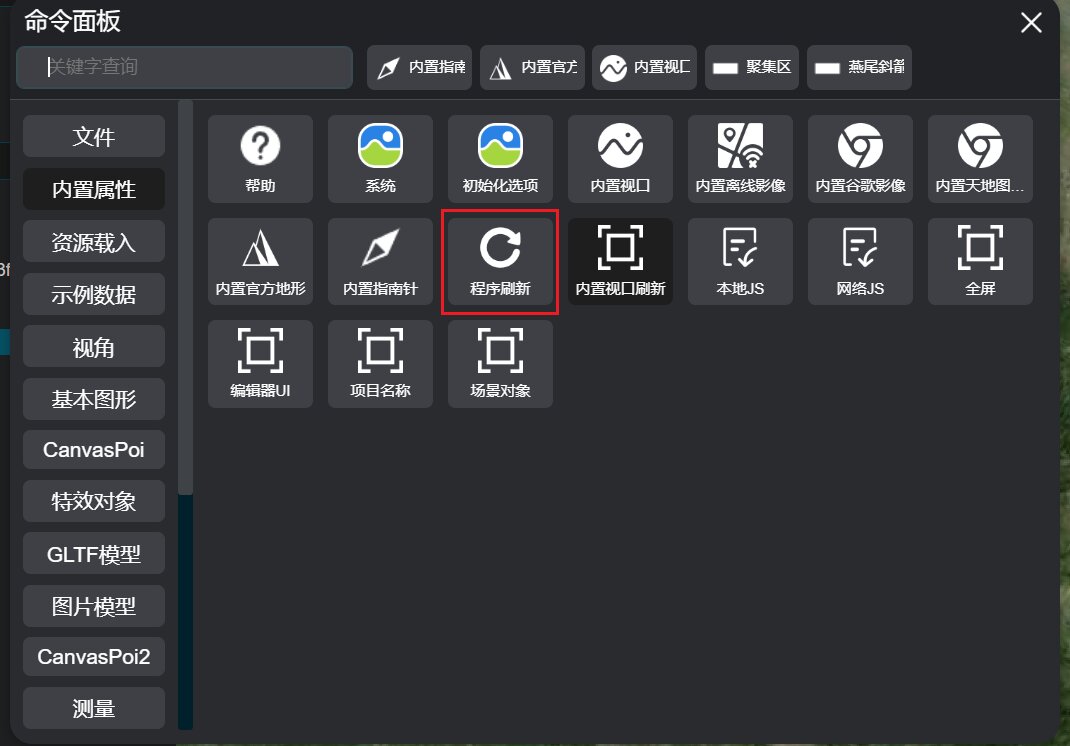 命令面板
关键字查询
内置指南
内置官方
内置视口
聚集区
燕尾斜箭
文件
内置属性
资源载入
示例数据
视角
基本图形
CanvasPoi
特效对象
GLTF模型
图片模型
CanvasPoi2
测量
帮助
系统
初始化选项
内置视口
内置离线影像
内置谷歌影像
内置天地图...
内置官方地形
内置指南针
程序刷新
内置视口刷新
本地JS
网络JS
全屏
编辑器UI
项目名称
场景对象